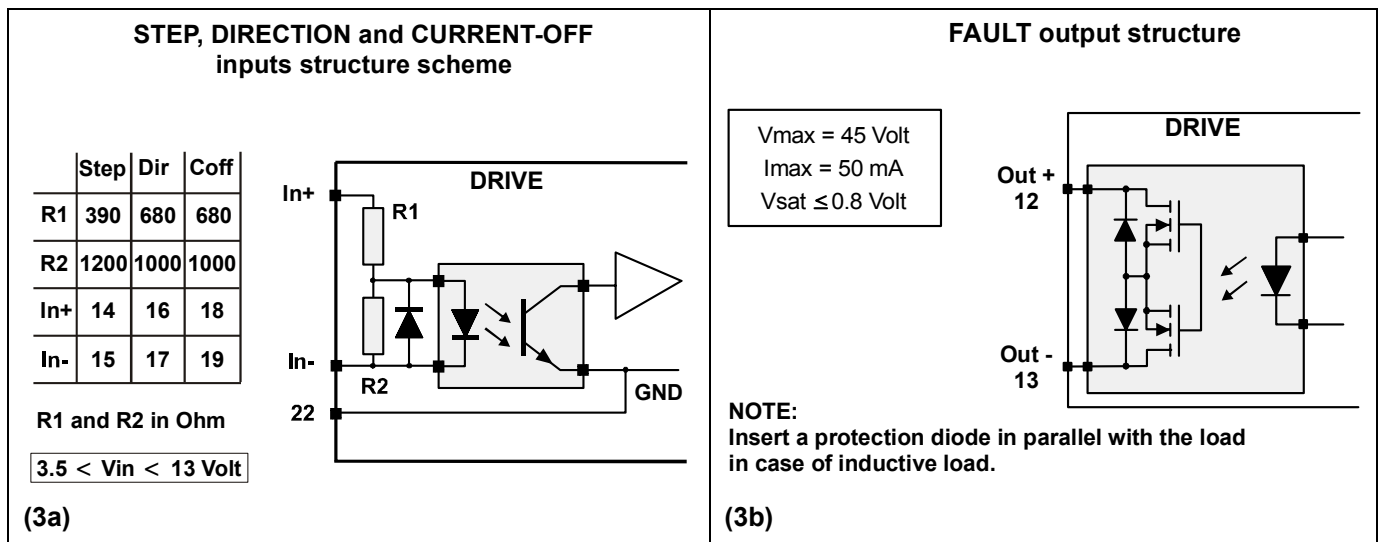 STEP, DIRECTION and CURRENT-OFF
inputs structure scheme
Step Dir Coff
R1 390 680 680
R2 1200 1000 1000
In+ 14 16 18
In- 15 17 19
R1 and R2 in Ohm
3.5 < Vin < 13 Volt
(3a)
In+
DRIVE
R1
In-
R2
GND
22
FAULT output structure
Vmax = 45 Volt
Imax = 50 mA
Vsat ≤ 0.8 Volt
DRIVE
Out +
12
Out -
13
NOTE:
Insert a protection diode in parallel with the load
in case of inductive load.
(3b)